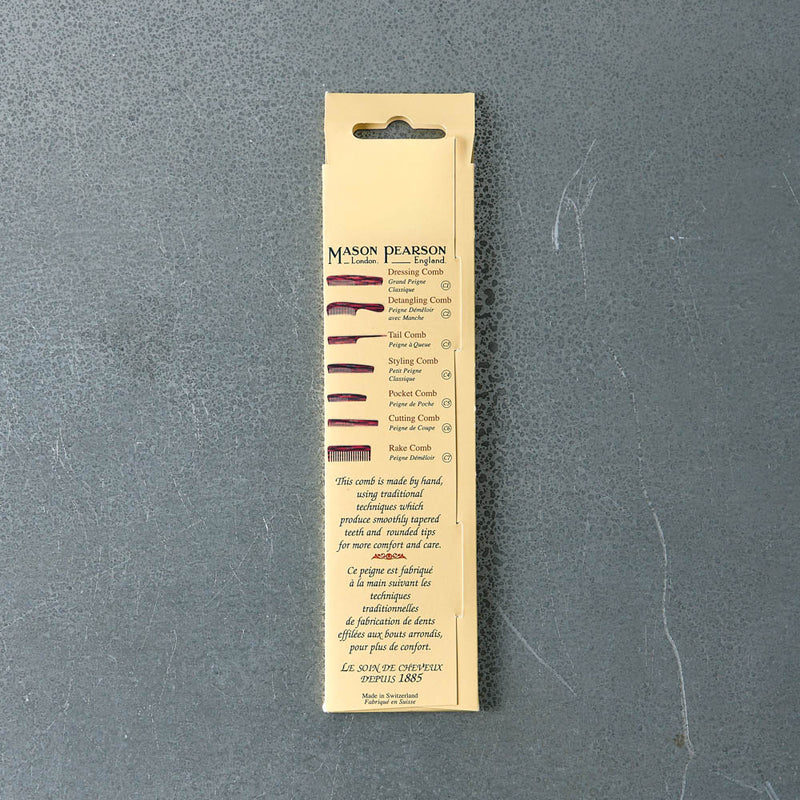 MASON PEARSON
London. England.
Dressing Comb
Grand Peigne
Classique C1
Detangling Comb
Peigne Démêloir C2
avec Manche
Tail Comb
Peigne à Queue C3
Styling Comb
Petit Peigne C4
Classique
Pocket Comb
Peigne de Poche C5
Cutting Comb
Peigne de Coupe C6
Rake Comb
Peigne Démêloir C7
This comb is made by hand,
using traditional
techniques which
produce smoothly tapered
teeth and rounded tips
for more comfort and care.
Ce peigne est fabriqué
à la main suivant les
techniques
traditionnelles
de fabrication de dents
effilées aux bouts arrondis,
pour plus de confort.
LE SOIN DE CHEVEUX
DEPUIS 1885
Made in Switzerland
Fabriqué en Suisse